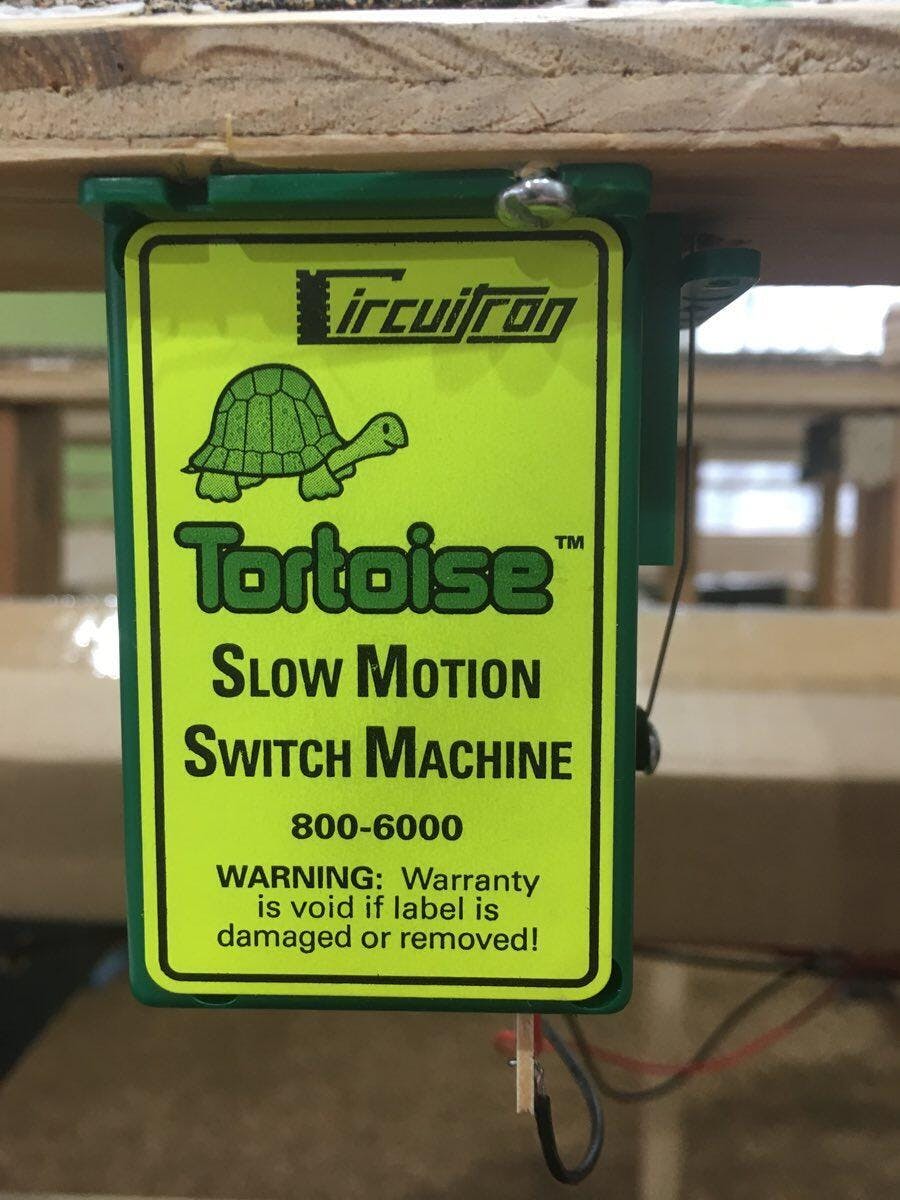 Circuitron
Tortoise™
SLOW MOTION
SWITCH MACHINE
800-6000
WARNING: Warranty
is void if label is
damaged or removed!